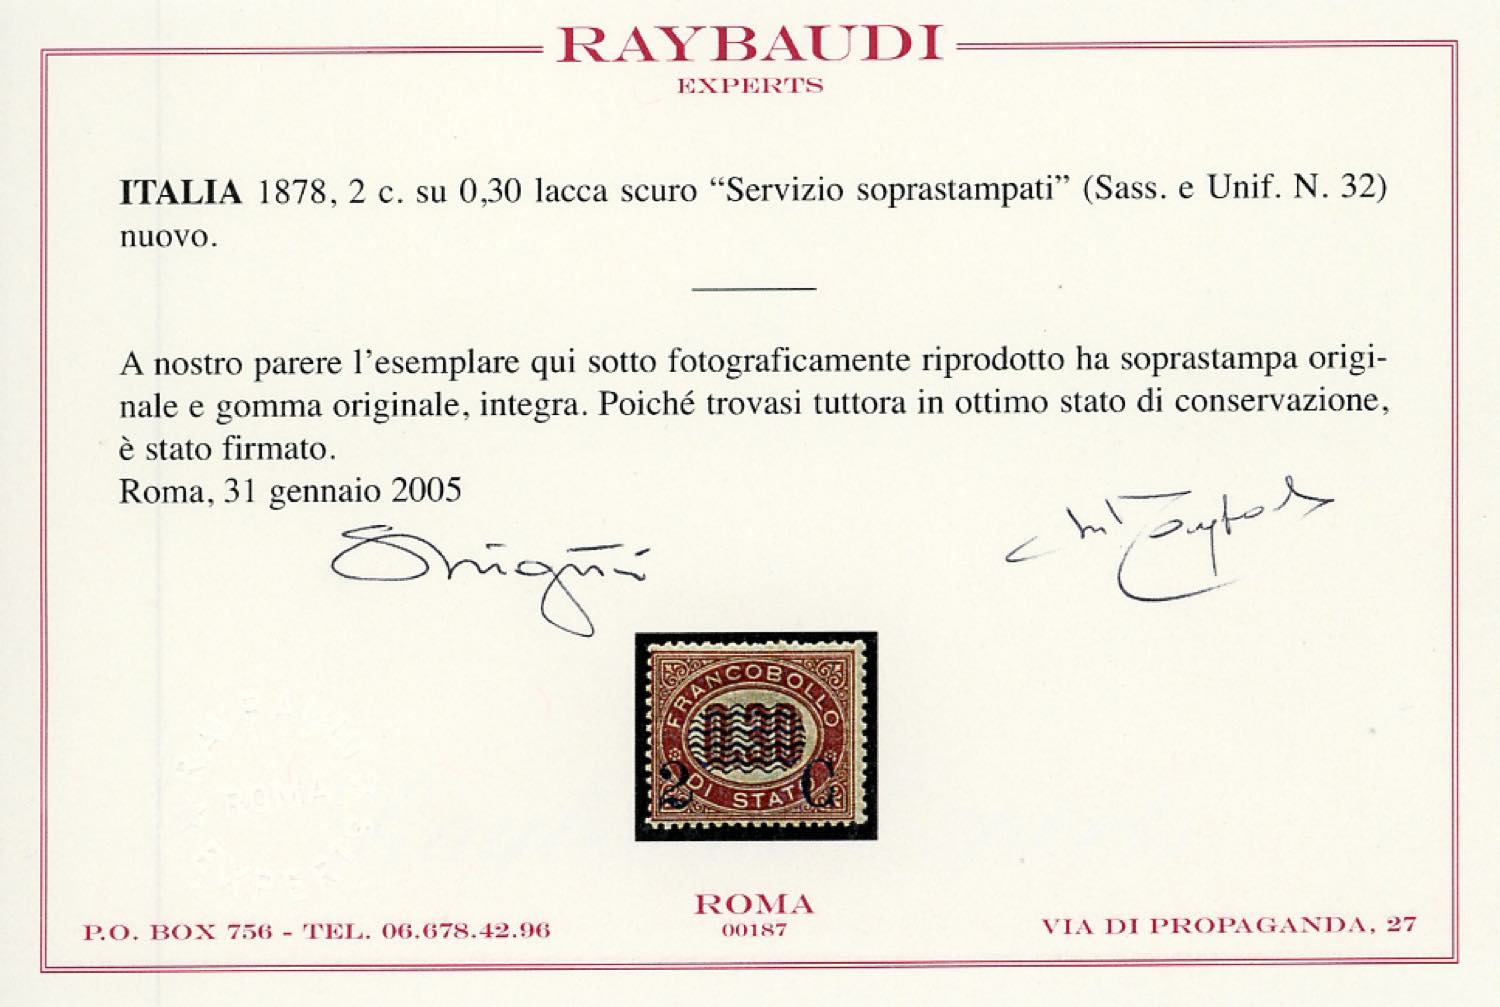 RAYBAUDI
EXPERTS
ITALIA 1878, 2 c. su 0,30 lacca scuro “Servizio soprastampati” (Sass. e Unif. N. 32)
nuovo.
A nostro parere l’esemplare qui sotto fotograficamente riprodotto ha soprastampa origi-
nale e gomma originale, integra. Poiché trovasi tuttora in ottimo stato di conservazione,
è stato firmato.
Roma, 31 gennaio 2005
FRANCOBOLLO
0,30
2 C
DI STATO
ROMA
00187
P.O. BOX 756 - TEL. 06.678.42.96
VIA DI PROPAGANDA, 27